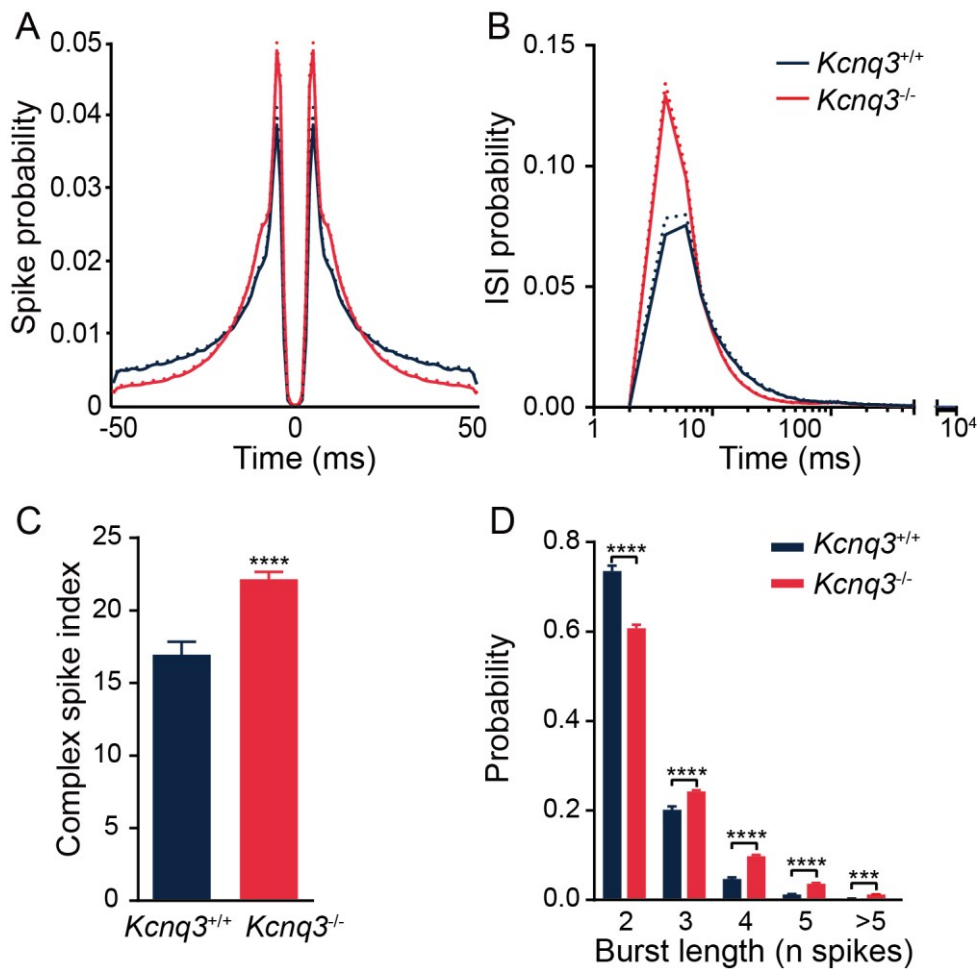 A
Spike probability
0.05
0.04
0.03
0.02
0.01
0
-50
0
50
Time (ms)
B
ISI probability
0.15
0.10
0.05
0.00
1
10
100
10⁴
Time (ms)
Kcnq3+/+
Kcnq3-/-
C
Complex spike index
25
20
15
10
5
0
****
Kcnq3+/+
Kcnq3-/-
D
Probability
0.8
0.6
0.4
0.2
0.0
****
****
****
****
***
2
3
4
5
>5
Burst length (n spikes)
Kcnq3+/+
Kcnq3-/-